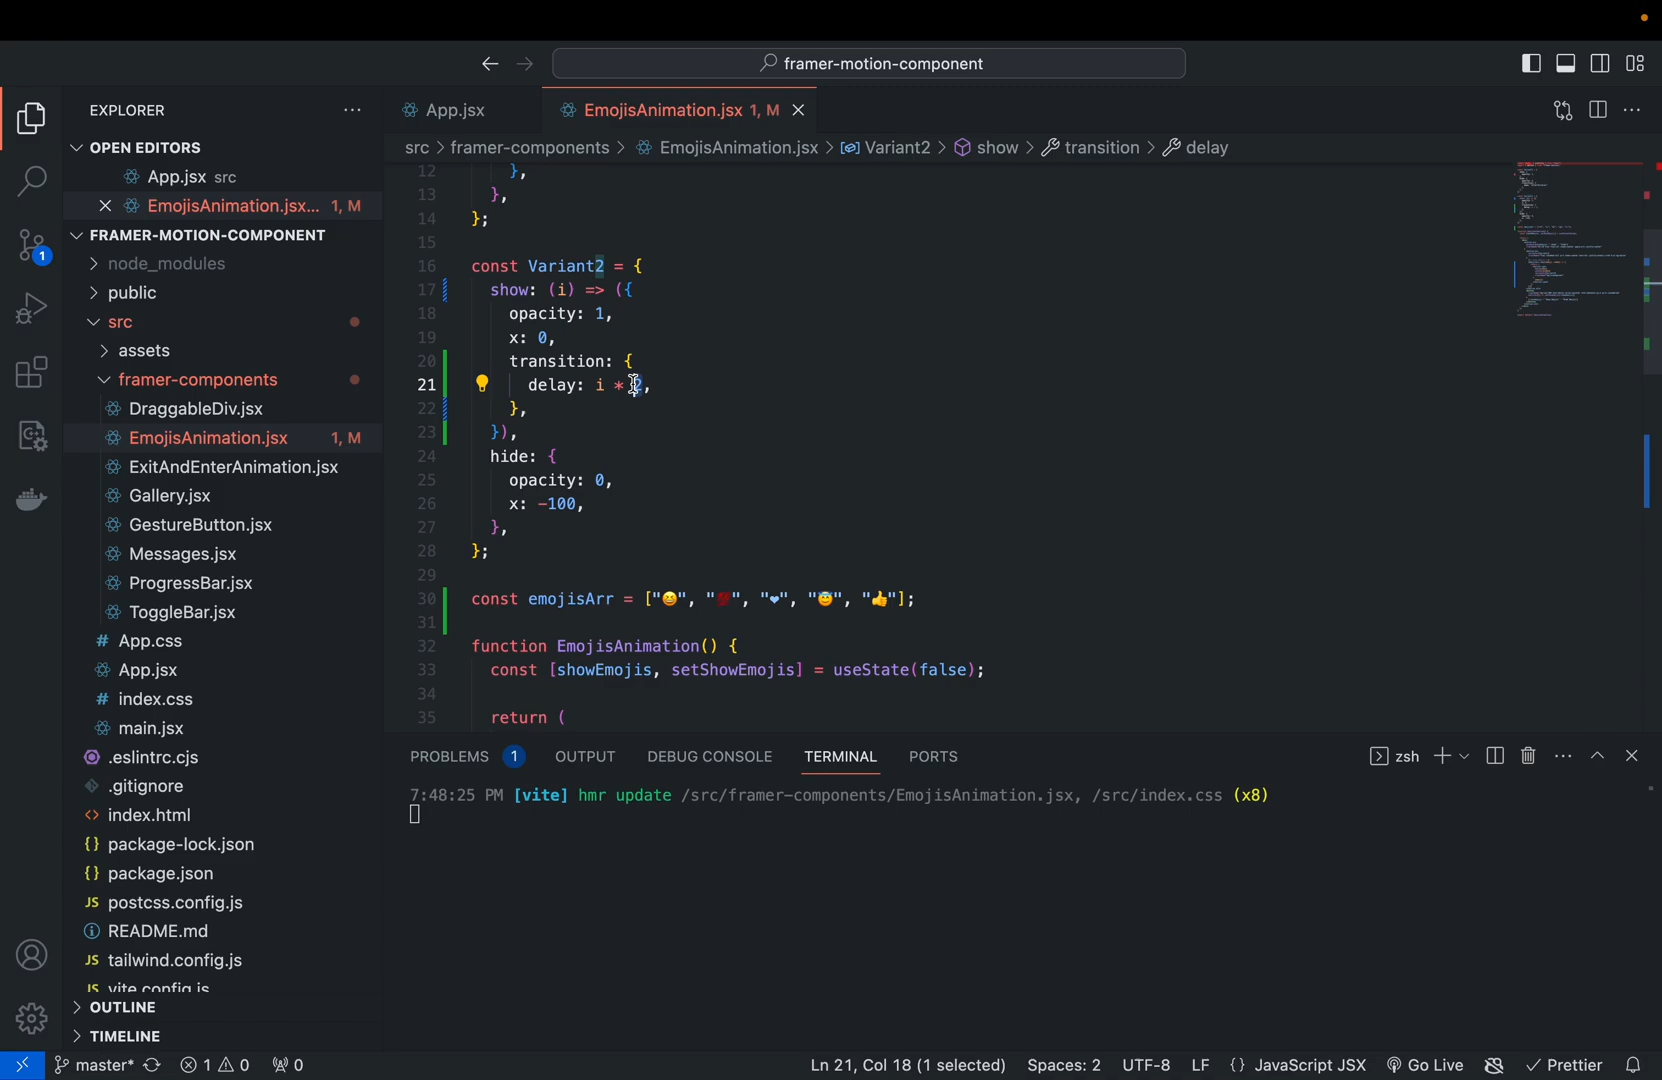 framer-motion-component
EXPLORER
OPEN EDITORS
App.jsx src
EmojisAnimation.jsx... 1, M
FRAMER-MOTION-COMPONENT
node_modules
public
src
assets
framer-components
DraggableDiv.jsx
EmojisAnimation.jsx 1, M
ExitAndEnterAnimation.jsx
Gallery.jsx
GestureButton.jsx
Messages.jsx
ProgressBar.jsx
ToggleBar.jsx
# App.css
App.jsx
# index.css
main.jsx
.eslintrc.cjs
.gitignore
<> index.html
{} package-lock.json
{} package.json
JS postcss.config.js
README.md
JS tailwind.config.js
JS vite.config.js
OUTLINE
TIMELINE
App.jsx
EmojisAnimation.jsx 1, M
src > framer-components > EmojisAnimation.jsx > Variant2 > show > transition > delay
12 },
13 },
14 };
15
16 const Variant2 = {
17 show: (i) => ({
18 opacity: 1,
19 x: 0,
20 transition: {
21 delay: i * 2,
22 },
23 }),
24 hide: {
25 opacity: 0,
26 x: -100,
27 },
28 };
29
30 const emojisArr = ["😆", "💯", "❤", "😇", "👍"];
31
32 function EmojisAnimation() {
33 const [showEmojis, setShowEmojis] = useState(false);
34
35 return (
PROBLEMS 1 OUTPUT DEBUG CONSOLE TERMINAL PORTS
zsh
7:48:25 PM [vite] hmr update /src/framer-components/EmojisAnimation.jsx, /src/index.css (x8)
1
master* 1 0 0
Ln 21, Col 18 (1 selected) Spaces: 2 UTF-8 LF {} JavaScript JSX Go Live Prettier